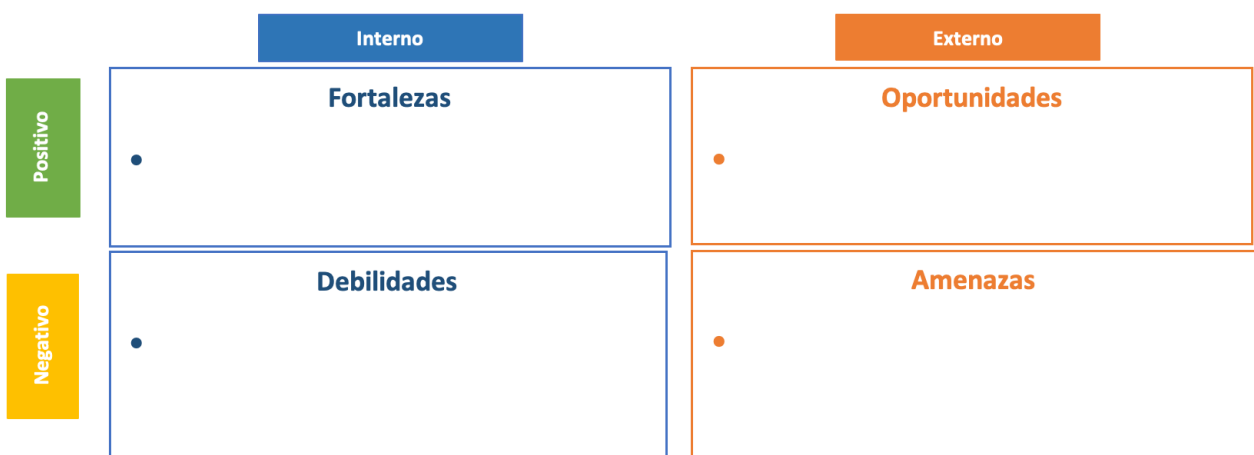 Interno
Externo
Positivo
Fortalezas
•
Oportunidades
•
Negativo
Debilidades
•
Amenazas
•